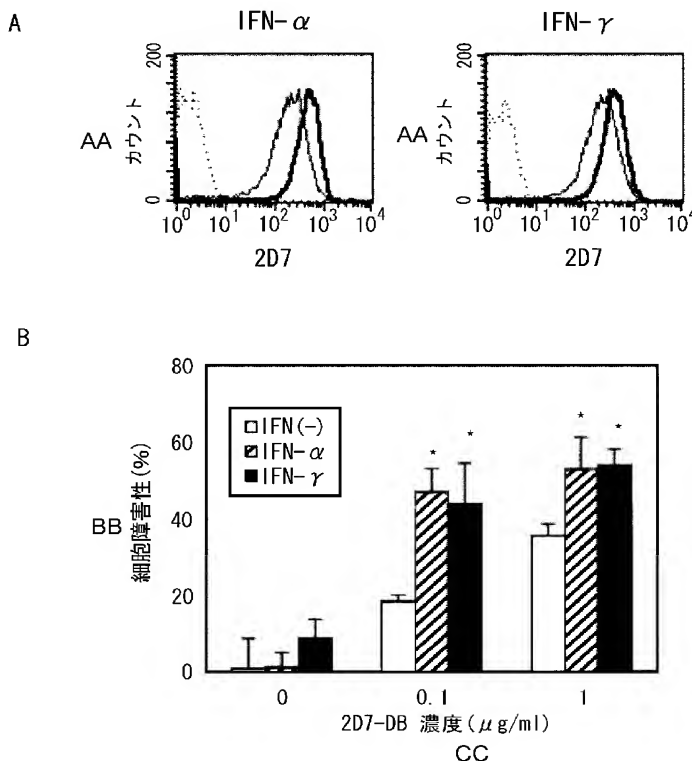 A
IFN-α
IFN-γ
200
AA
カウント
0
10^0 10^1 10^2 10^3 10^4
2D7
200
AA
カウント
0
10^0 10^1 10^2 10^3 10^4
2D7
B
80
60
40
20
0
BB
細胞障害性(%)
IFN(-)
IFN-α
IFN-γ
* * * *
0 0.1 1
2D7-DB 濃度(μg/ml)
CC